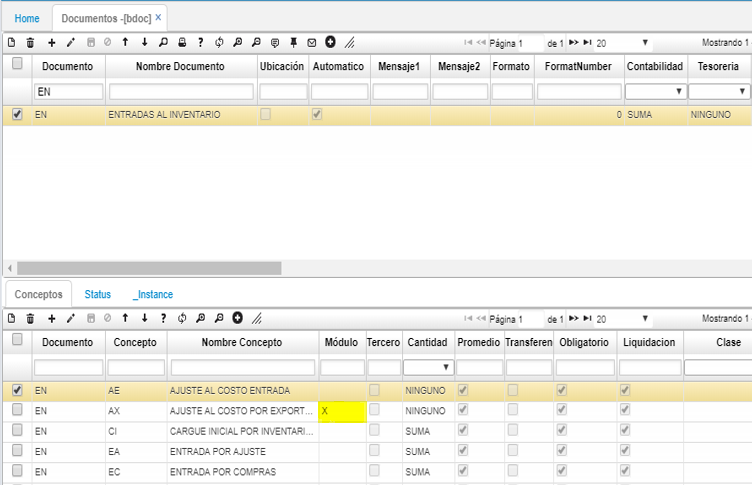 Home Documentos -[bdoc] ×
Página 1 de 1 20 Mostrando 1
Documento Nombre Documento Ubicación Automatico Mensaje1 Mensaje2 Formato FormatNumber Contabilidad Tesoreria
EN
EN ENTRADAS AL INVENTARIO 0 SUMA NINGUNO
Conceptos Status _Instance
Página 1 de 1 20 Mostrando 1
Documento Concepto Nombre Concepto Módulo Tercero Cantidad Promedio Transferen Obligatorio Liquidacion Clase
EN AE AJUSTE AL COSTO ENTRADA NINGUNO
EN AX AJUSTE AL COSTO POR EXPORT... X NINGUNO
EN CI CARGUE INICIAL POR INVENTARI... SUMA
EN EA ENTRADA POR AJUSTE SUMA
EN EC ENTRADA POR COMPRAS SUMA